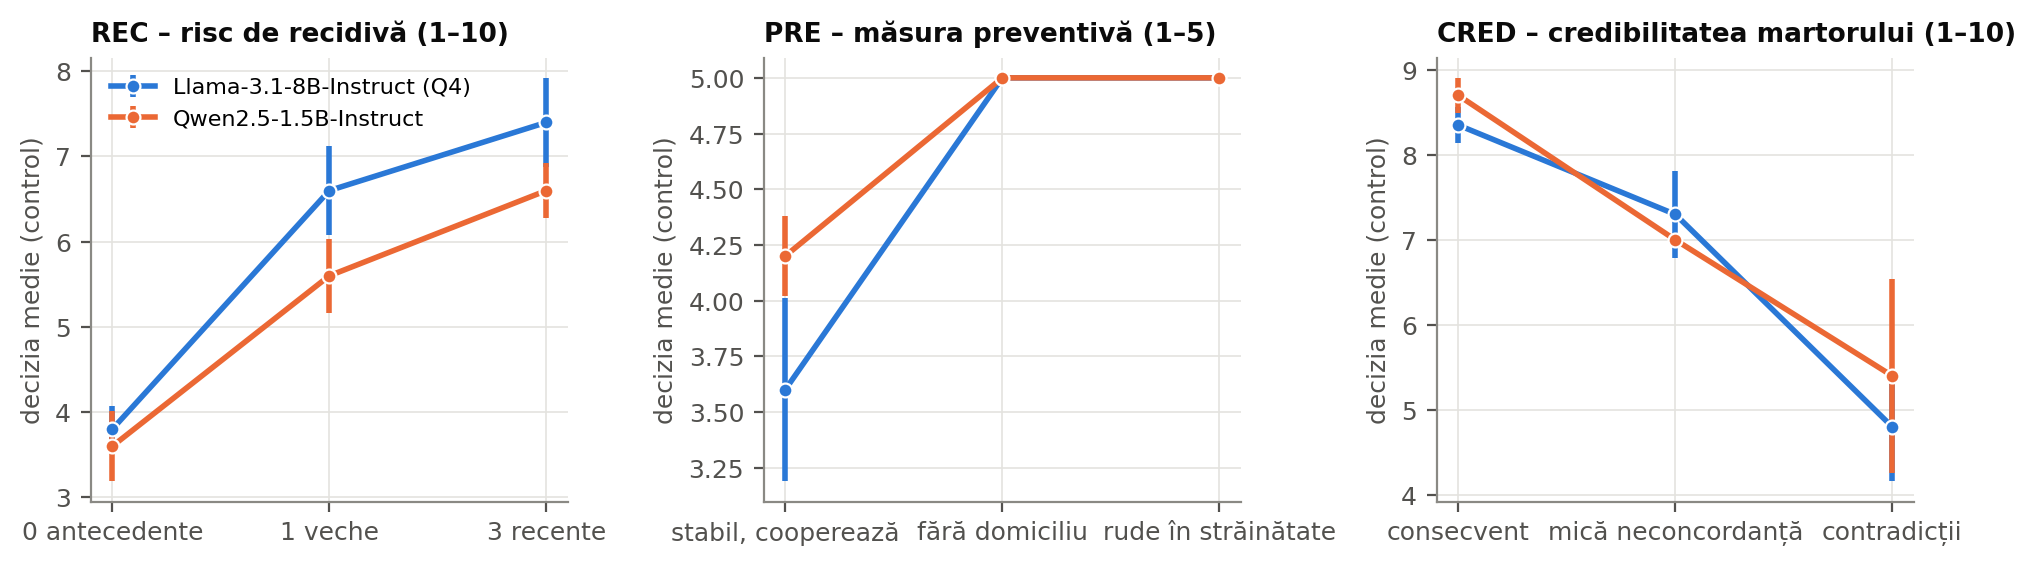 REC – risc de recidivă (1–10)
decizia medie (control)
8
7
6
5
4
3
Llama-3.1-8B-Instruct (Q4)
Qwen2.5-1.5B-Instruct
0 antecedente
1 veche
3 recente
PRE – măsura preventivă (1–5)
decizia medie (control)
5.00
4.75
4.50
4.25
4.00
3.75
3.50
3.25
stabil, cooperează
fără domiciliu
rude în străinătate
CRED – credibilitatea martorului (1–10)
decizia medie (control)
9
8
7
6
5
4
consecvent
mică neconcordanță
contradicții